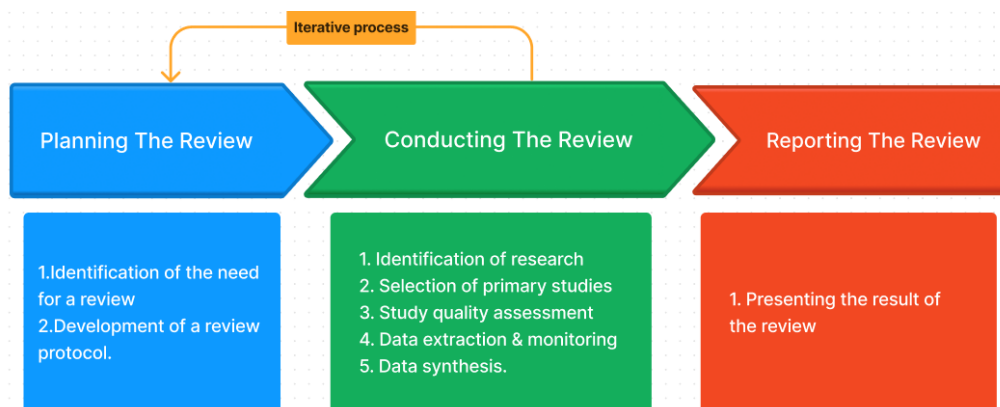 Iterative process
Planning The Review
Conducting The Review
Reporting The Review
1.Identification of the need
for a review
2.Development of a review
protocol.
1. Identification of research
2. Selection of primary studies
3. Study quality assessment
4. Data extraction & monitoring
5. Data synthesis.
1. Presenting the result of
the review